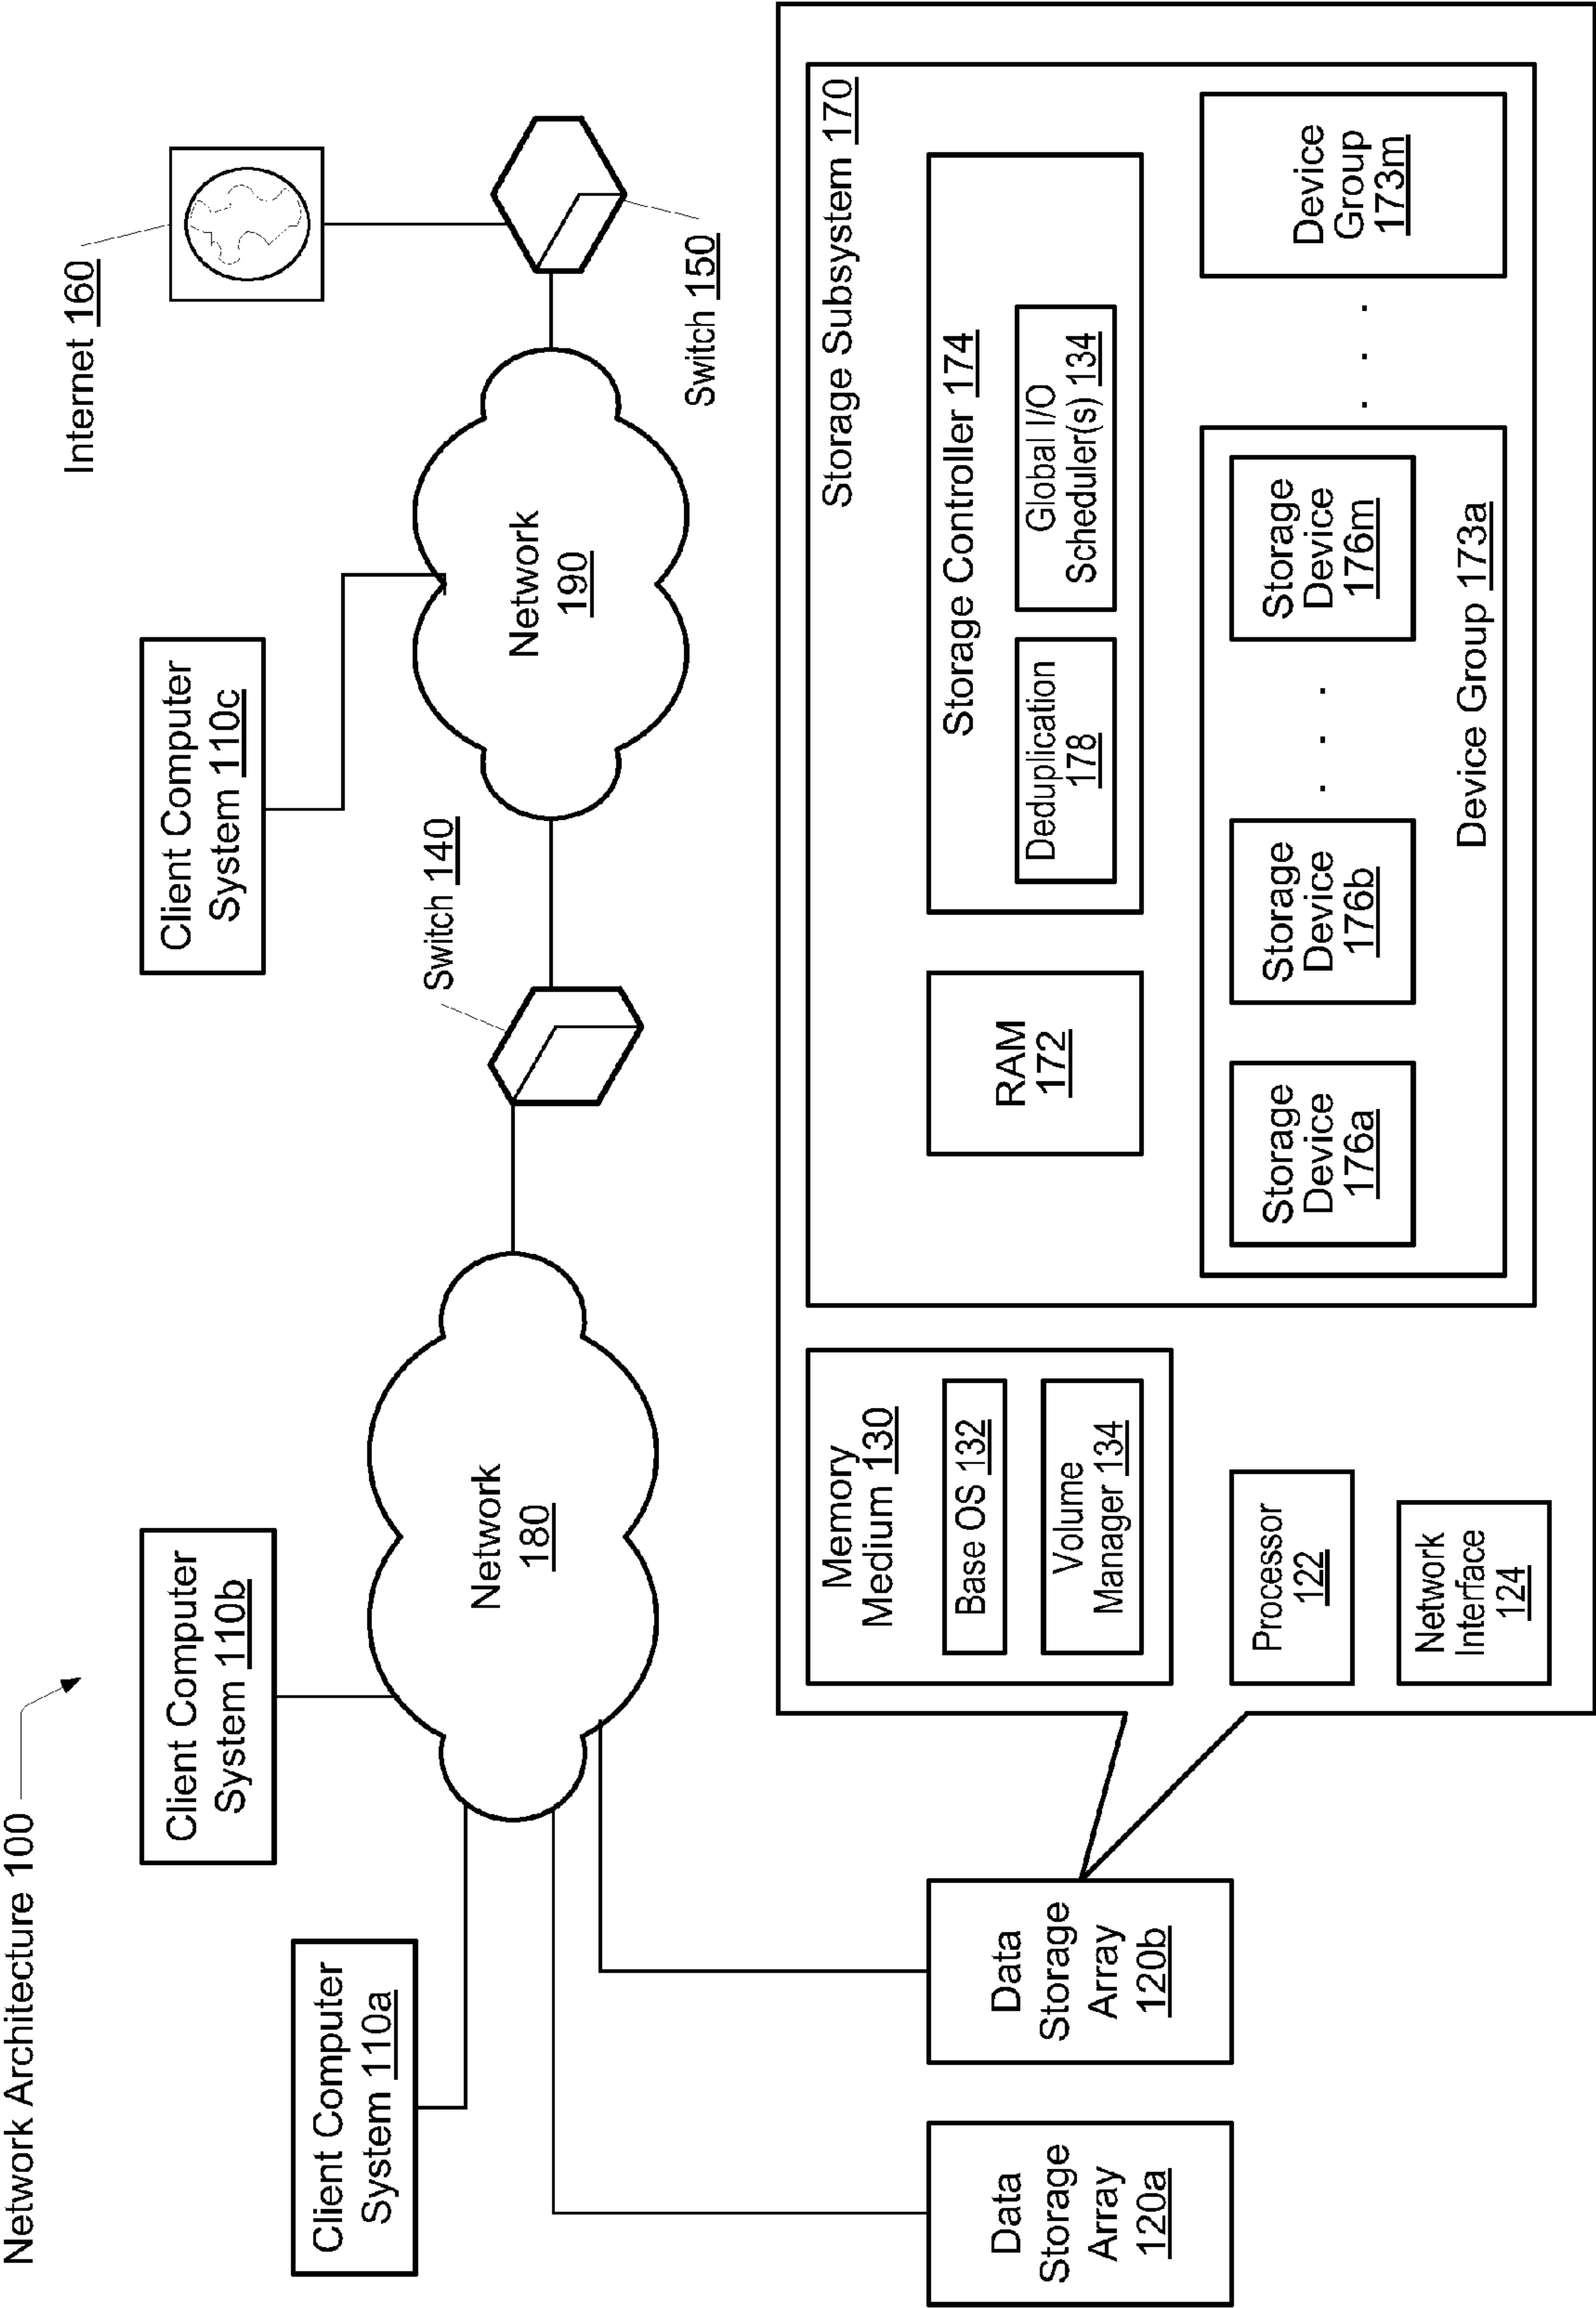 Network Architecture 100
Client Computer
System 110a
Client Computer
System 110b
Client Computer
System 110c
Internet 160
Switch 140
Switch 150
Network
180
Network
190
Data
Storage
Array
120a
Data
Storage
Array
120b
Memory
Medium 130
Base OS 132
Volume
Manager 134
Processor
122
Network
Interface
124
Storage Subsystem 170
RAM
172
Storage Controller 174
Deduplication
178
Global I/O
Scheduler(s) 134
Storage
Device
176a
Storage
Device
176b
. . .
Storage
Device
176m
Device Group 173a
. . .
Device
Group
173m